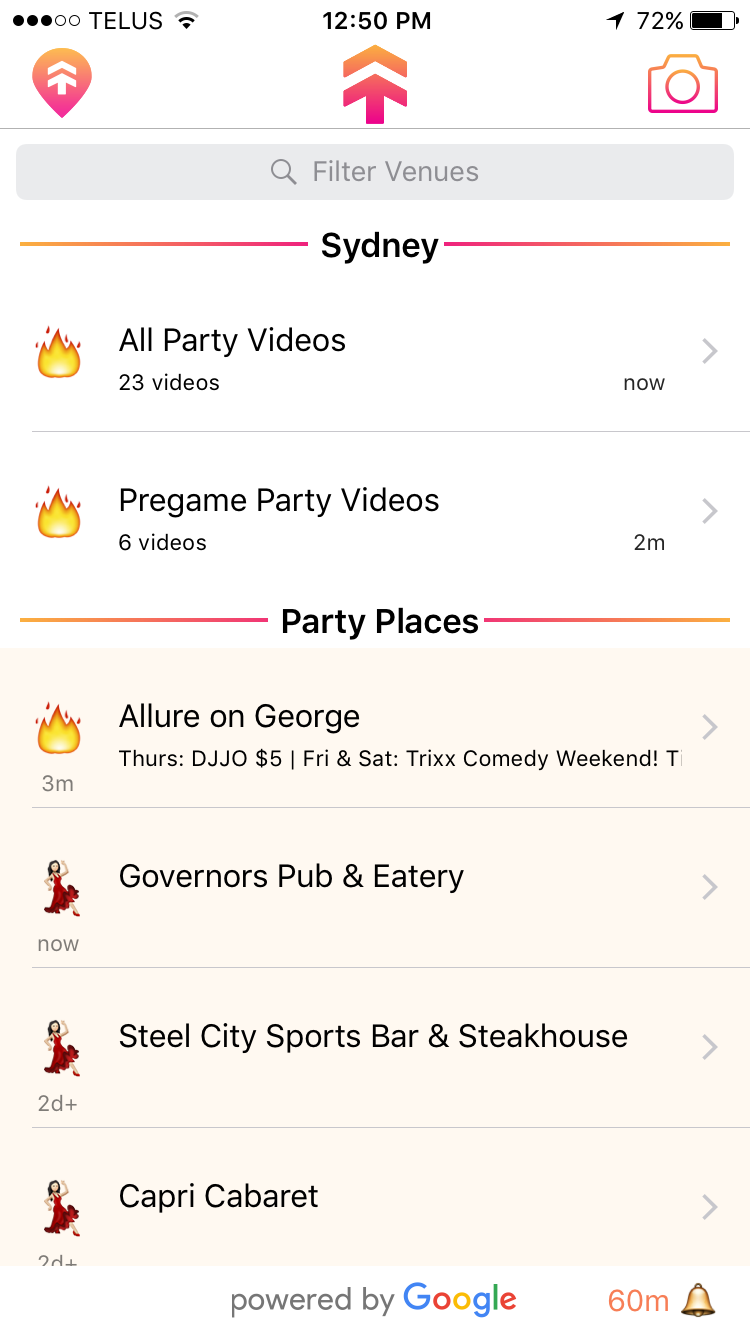 TELUS 12:50 PM 72%
Filter Venues
Sydney
All Party Videos
23 videos now
Pregame Party Videos
6 videos 2m
Party Places
Allure on George
Thurs: DJJO $5 | Fri & Sat: Trixx Comedy Weekend! Ti
3m
Governors Pub & Eatery
now
Steel City Sports Bar & Steakhouse
2d+
Capri Cabaret
2d+
powered by Google 60m